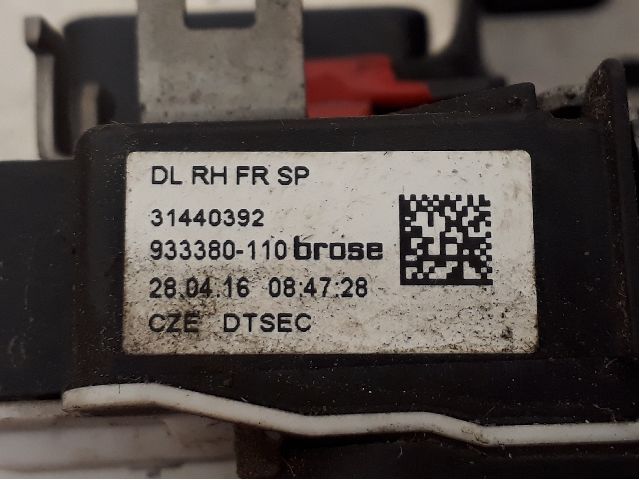 DL RH FR SP
31440392
933380-110 brose
28.04.16 08:47:28
CZE DTSEC